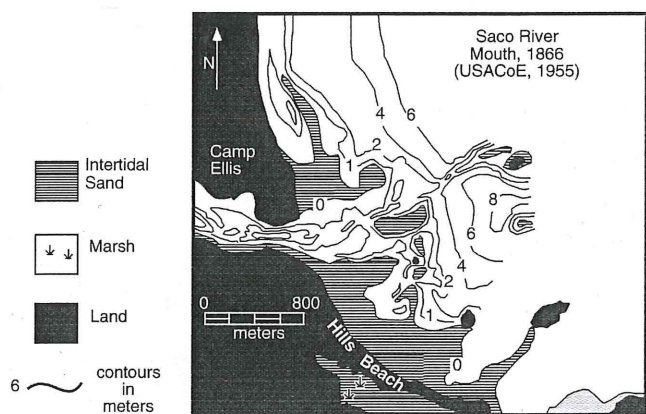 Saco River
Mouth, 1866
(USACoE, 1955)
N
6
4
2
1
Camp
Ellis
8
0
6
4
2
1
0
0 800
meters
Hills Beach
Intertidal
Sand
Marsh
Land
6 contours
in
meters